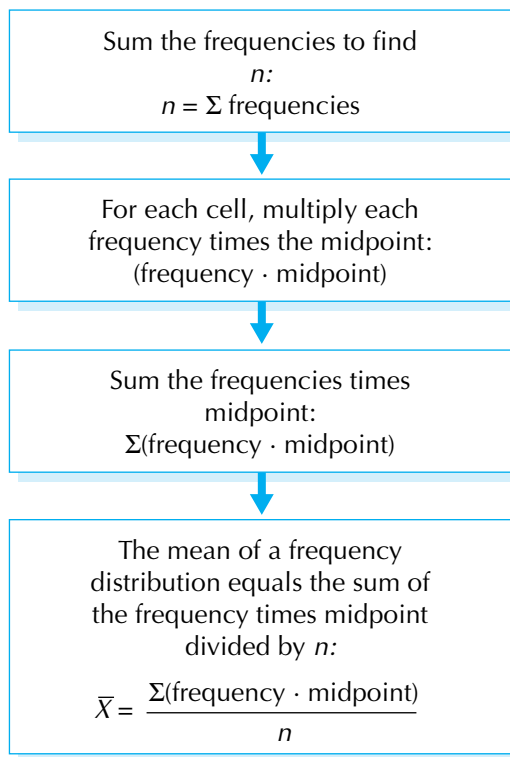 Sum the frequencies to find
n:
n = Σ frequencies
For each cell, multiply each
frequency times the midpoint:
(frequency · midpoint)
Sum the frequencies times
midpoint:
Σ(frequency · midpoint)
The mean of a frequency
distribution equals the sum of
the frequency times midpoint
divided by n:
X̅ = Σ(frequency · midpoint)
n